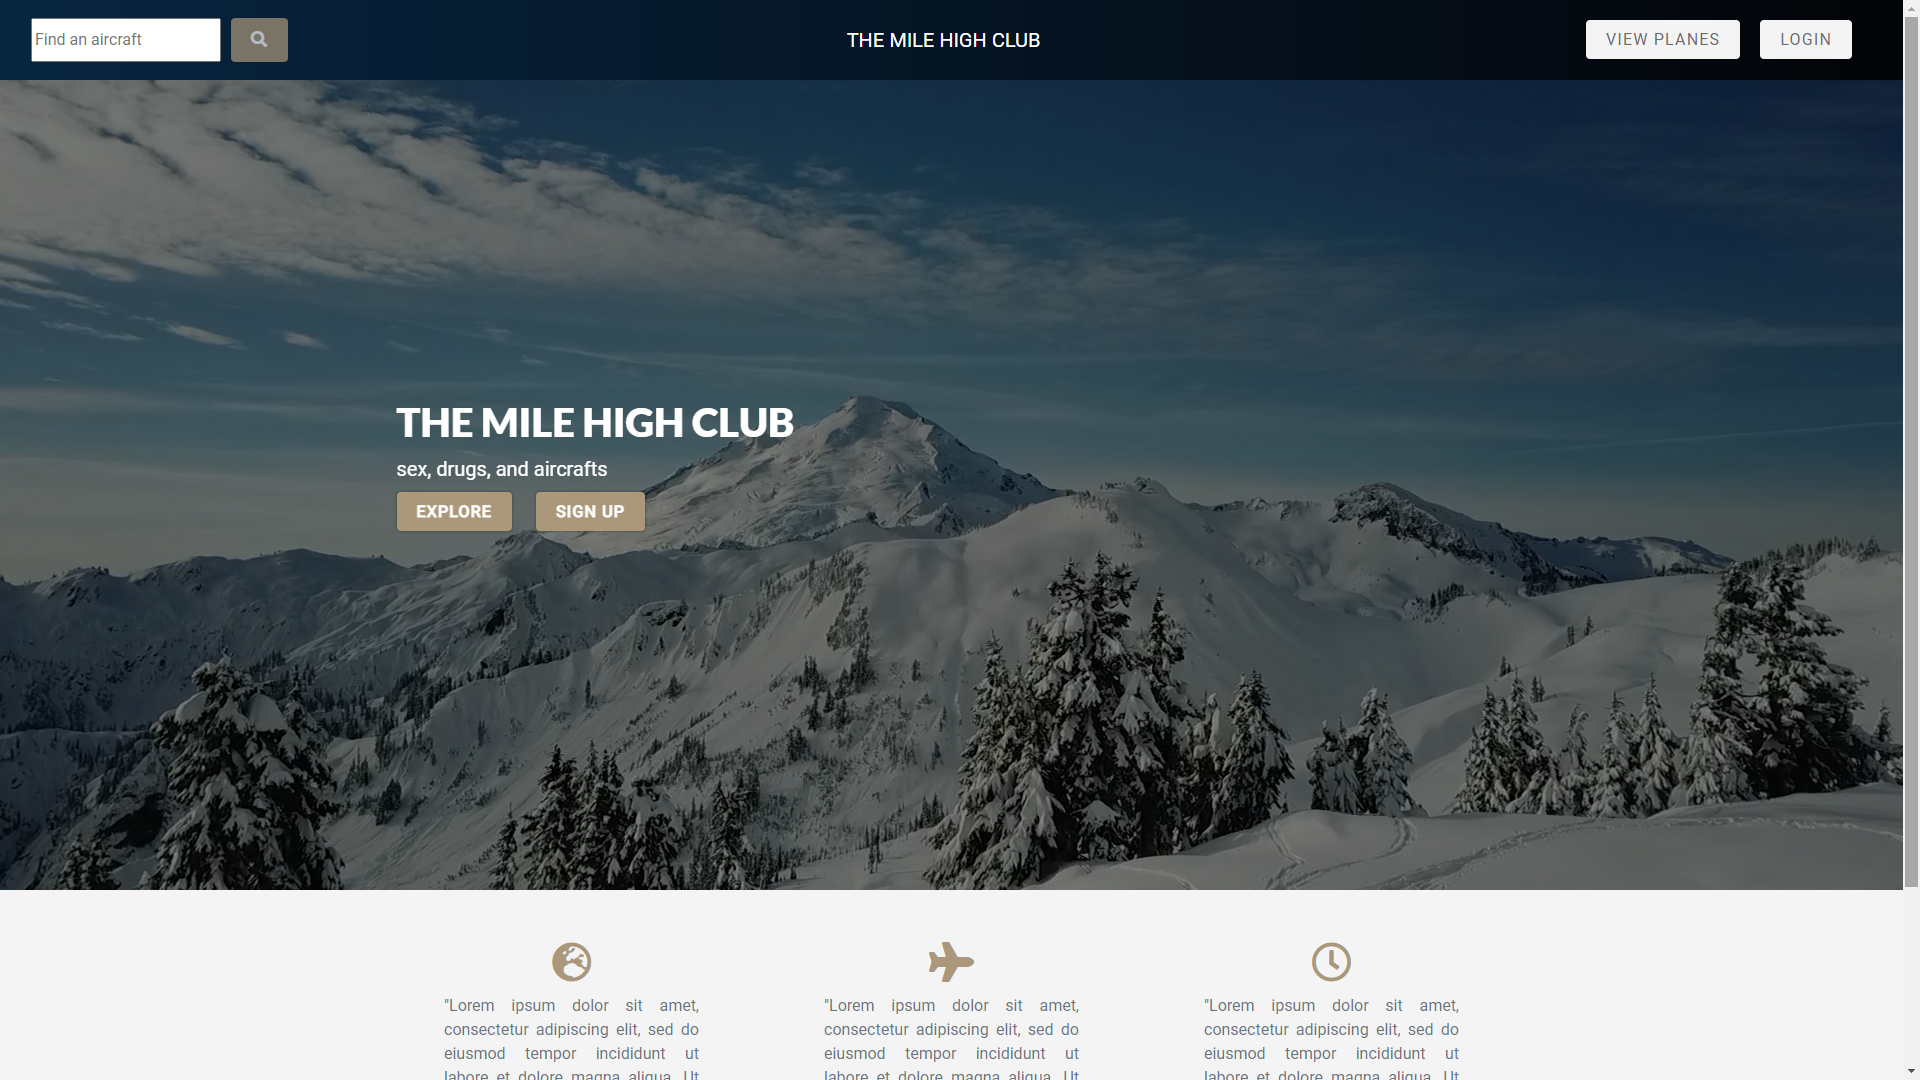 Find an aircraft
THE MILE HIGH CLUB
VIEW PLANES
LOGIN
THE MILE HIGH CLUB
sex, drugs, and aircrafts
EXPLORE
SIGN UP
"Lorem ipsum dolor sit amet,
consectetur adipiscing elit, sed do
eiusmod tempor incididunt ut
labore et dolore magna aliqua. Ut
"Lorem ipsum dolor sit amet,
consectetur adipiscing elit, sed do
eiusmod tempor incididunt ut
labore et dolore magna aliqua. Ut
"Lorem ipsum dolor sit amet,
consectetur adipiscing elit, sed do
eiusmod tempor incididunt ut
labore et dolore magna aliqua. Ut